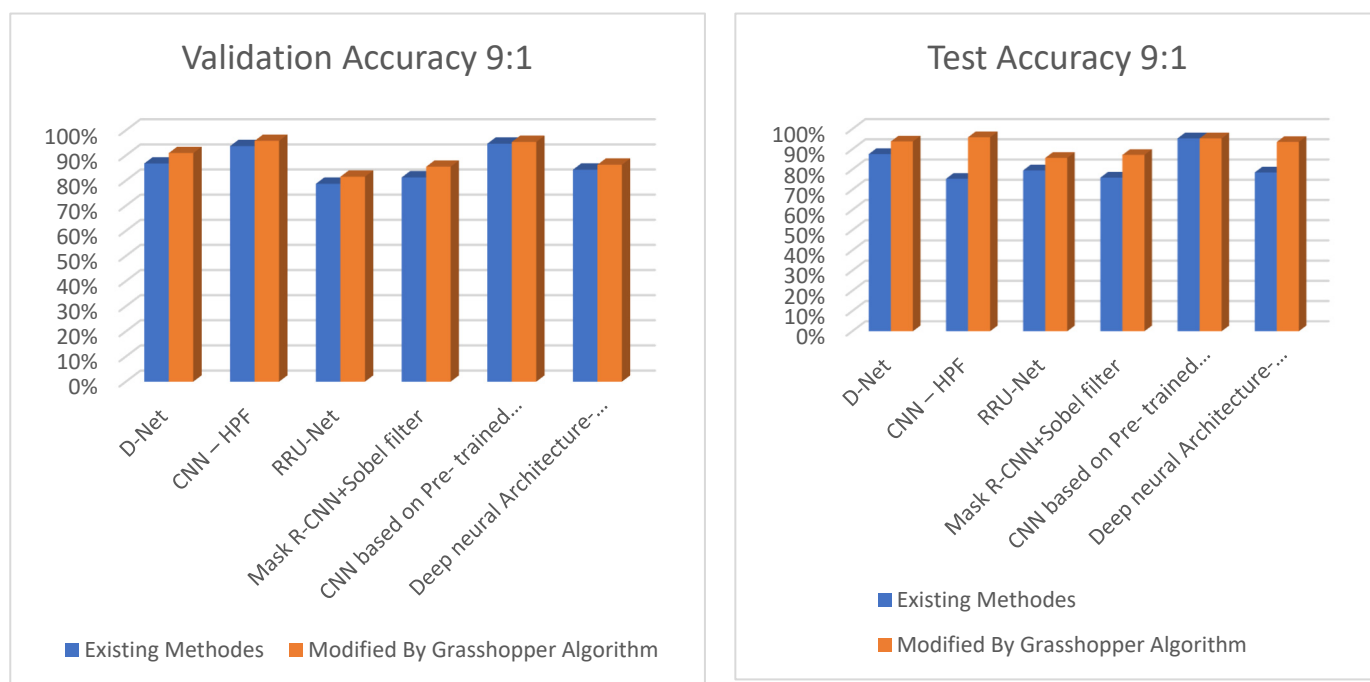 Validation Accuracy 9:1
100%
90%
80%
70%
60%
50%
40%
30%
20%
10%
0%
D-Net
CNN – HPF
RRU-Net
Mask R-CNN+Sobel filter
CNN based on Pre- trained…
Deep neural Architecture-…
Existing Methodes
Modified By Grasshopper Algorithm
Test Accuracy 9:1
100%
90%
80%
70%
60%
50%
40%
30%
20%
10%
0%
D-Net
CNN – HPF
RRU-Net
Mask R-CNN+Sobel filter
CNN based on Pre- trained…
Deep neural Architecture-…
Existing Methodes
Modified By Grasshopper Algorithm